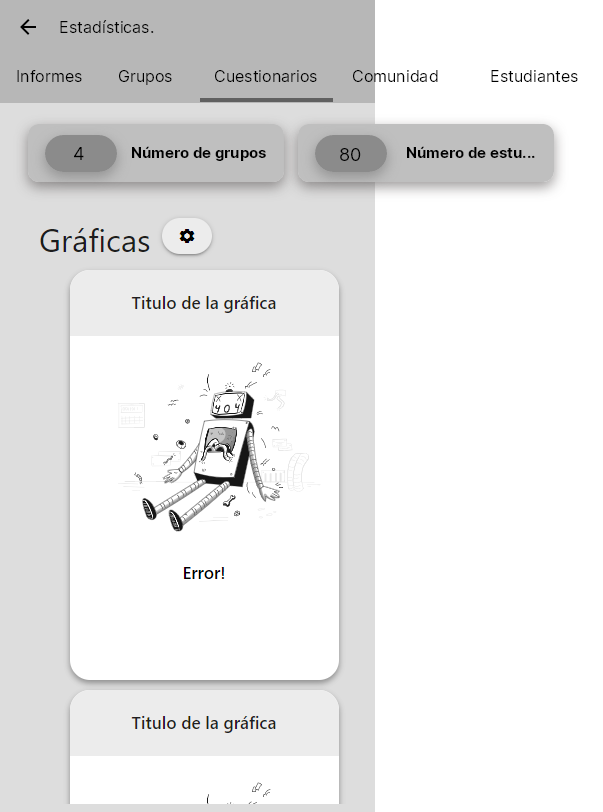 Estadísticas.
Informes Grupos Cuestionarios Comunidad Estudiantes
4 Número de grupos 80 Número de estu...
Gráficas
Titulo de la gráfica
404
Error!
Titulo de la gráfica